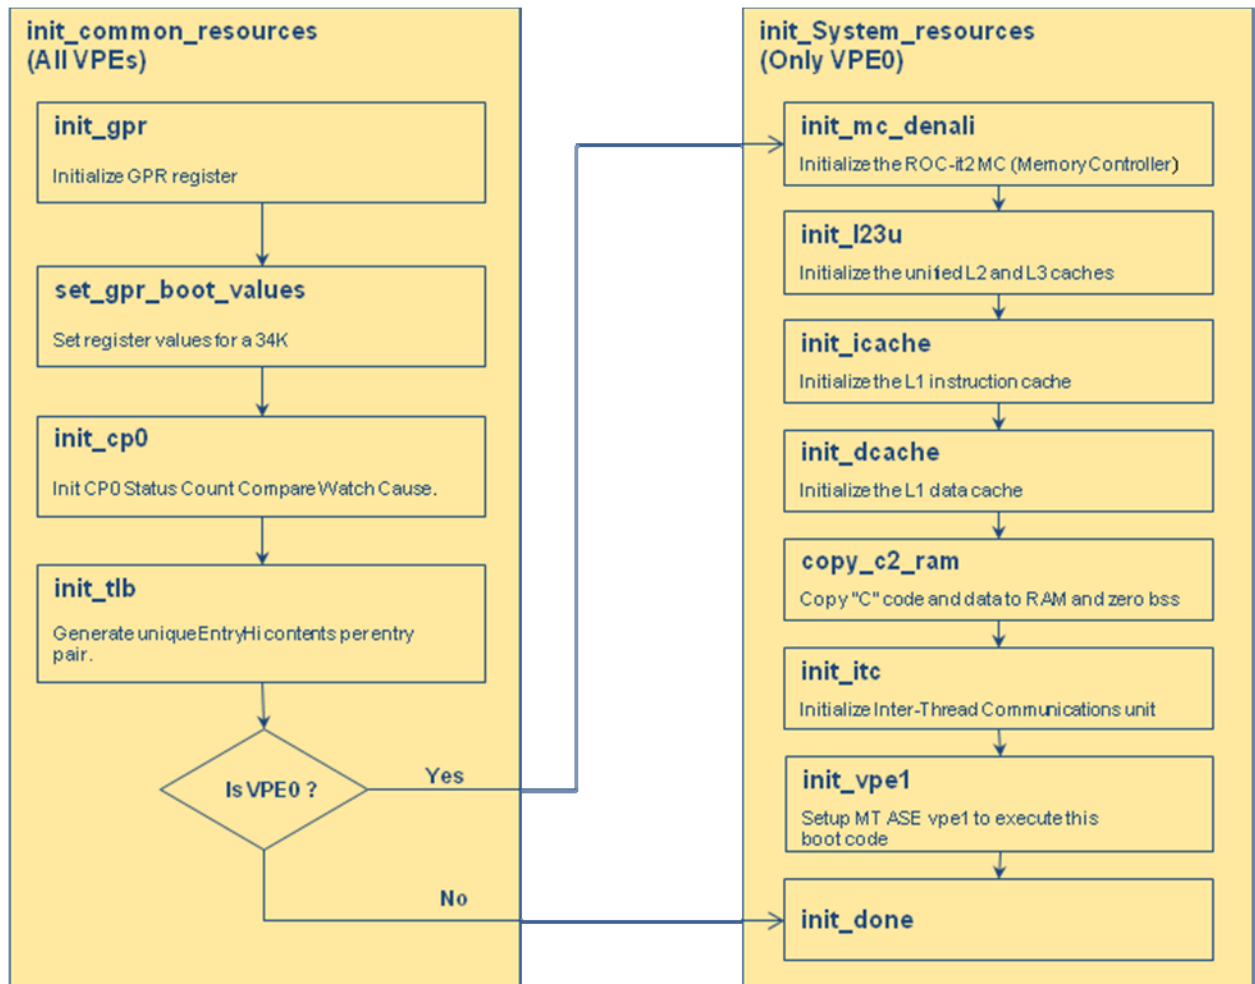 init_common_resources
(All VPEs)
init_gpr
Initialize GPR register
set_gpr_boot_values
Set register values for a 34K
init_cp0
Init CP0 Status Count Compare Watch Cause.
init_tlb
Generate unique EntryHi contents per entry
pair.
Is VPE0 ?
Yes
No
init_System_resources
(Only VPE0)
init_mc_denali
Initialize the ROC-it2 MC (Memory Controller)
init_l23u
Initialize the unified L2 and L3 caches
init_icache
Initialize the L1 instruction cache
init_dcache
Initialize the L1 data cache
copy_c2_ram
Copy "C" code and data to RAM and zero bss
init_itc
Initialize Inter-Thread Communications unit
init_vpe1
Setup MT ASE vpe1 to execute this
boot code
init_done